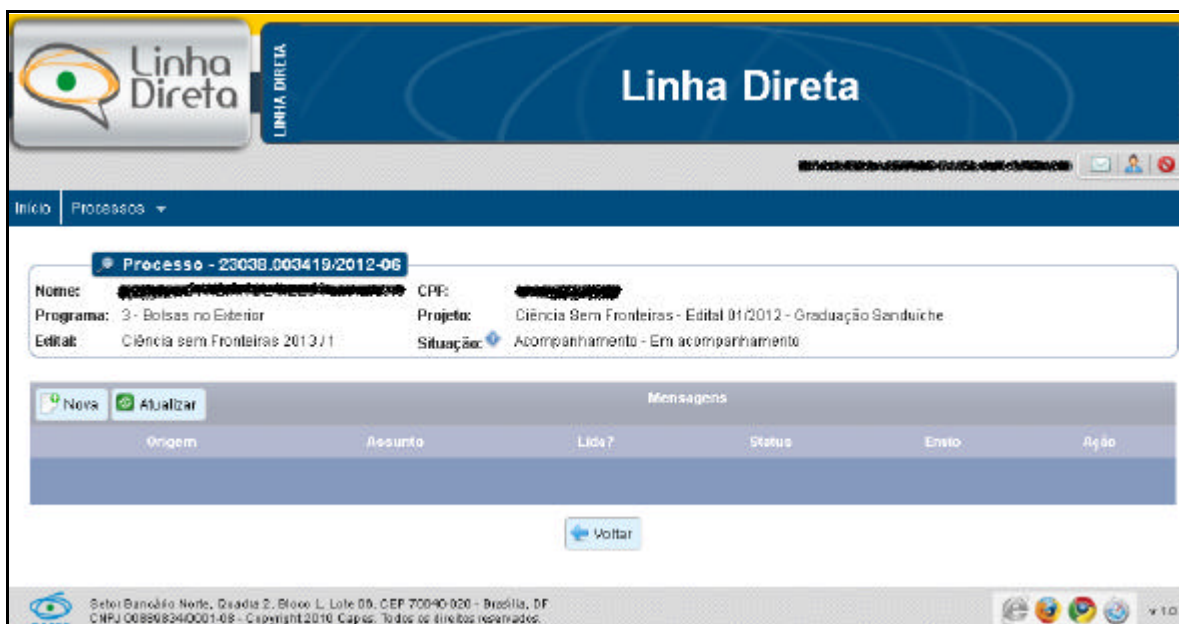 Linha
Direta
LINHA DIRETA
Linha Direta
Início Processos
Processo - 23038.003419/2012-06
Nome: CPF:
Programa: 3 - Bolsas no Exterior Projeto: Ciência Sem Fronteiras - Edital 01/2012 - Graduação Sanduíche
Edital: Ciência sem Fronteiras 2013 / 1 Situação: Acompanhamento - Em acompanhamento
Nova Atualizar Mensagens
Origem Assunto Lida? Status Envio Ação
Voltar
Setor Bancário Norte, Quadra 2, Bloco L, Lote 06, CEP 70040-020 - Brasília, DF
CNPJ 00889834/0001-08 - Copyright 2010 Capes. Todos os direitos reservados.
v 1.0